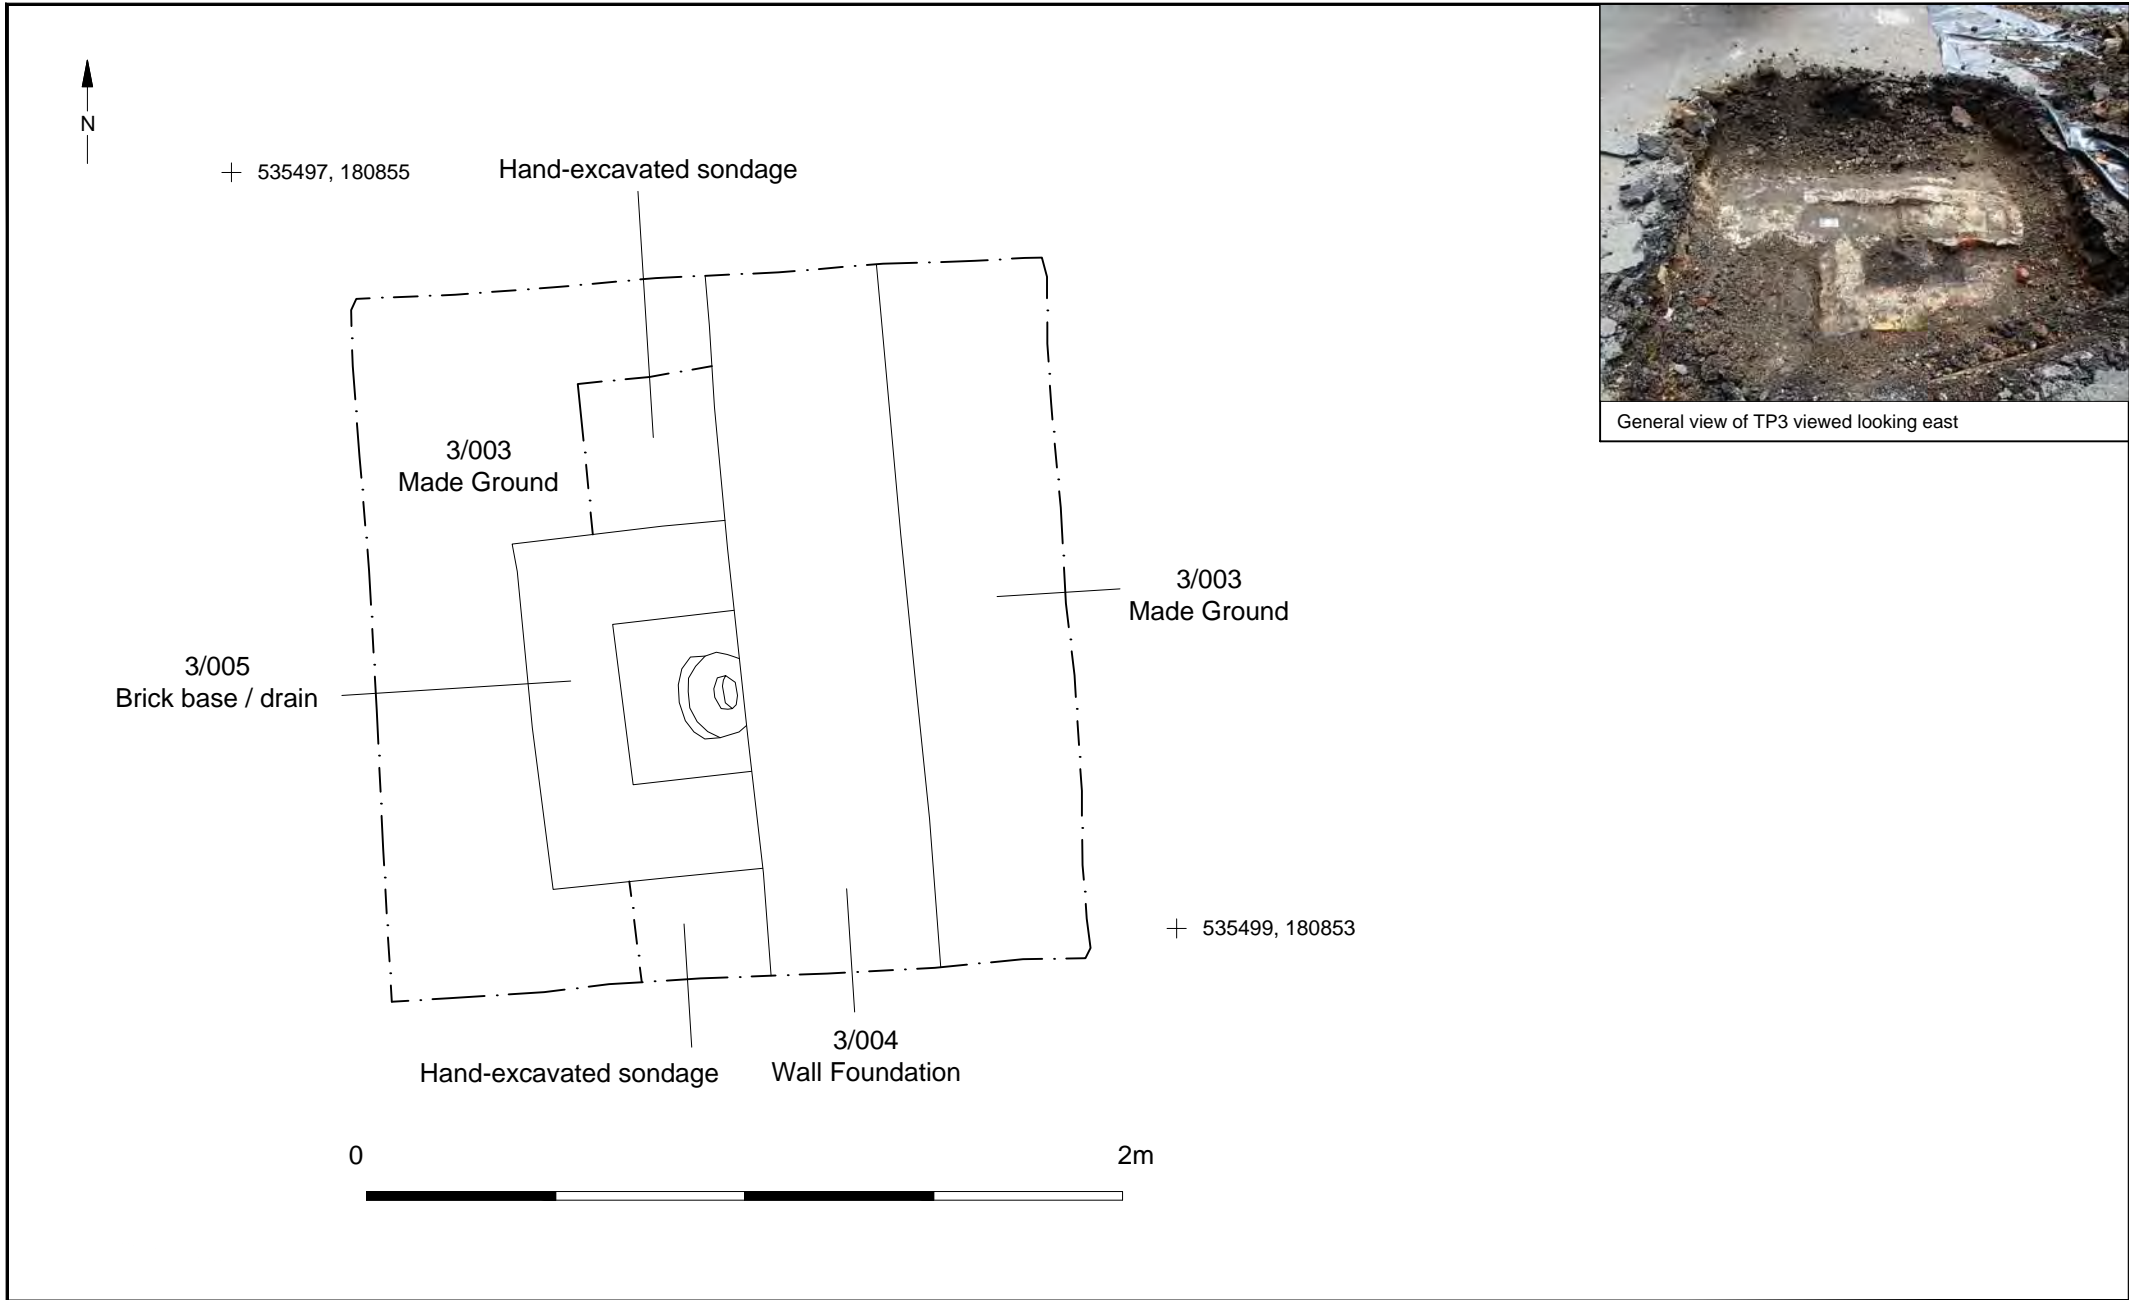 N
535497, 180855
Hand-excavated sondage
General view of TP3 viewed looking east
3/003
Made Ground
3/003
Made Ground
3/005
Brick base / drain
535499, 180853
3/004
Wall Foundation
Hand-excavated sondage
0
2m